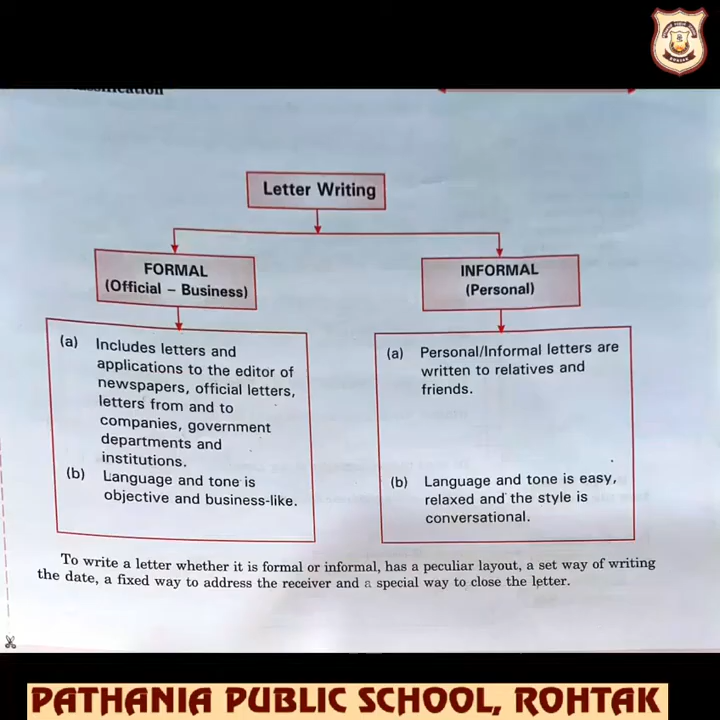 Letter Writing
FORMAL
(Official – Business)
INFORMAL
(Personal)
(a) Includes letters and
applications to the editor of
newspapers, official letters,
letters from and to
companies, government
departments and
institutions.
(b) Language and tone is
objective and business-like.
(a) Personal/Informal letters are
written to relatives and
friends.
(b) Language and tone is easy,
relaxed and the style is
conversational.
To write a letter whether it is formal or informal, has a peculiar layout, a set way of writing
the date, a fixed way to address the receiver and a special way to close the letter.
PATHANIA PUBLIC SCHOOL, ROHTAK